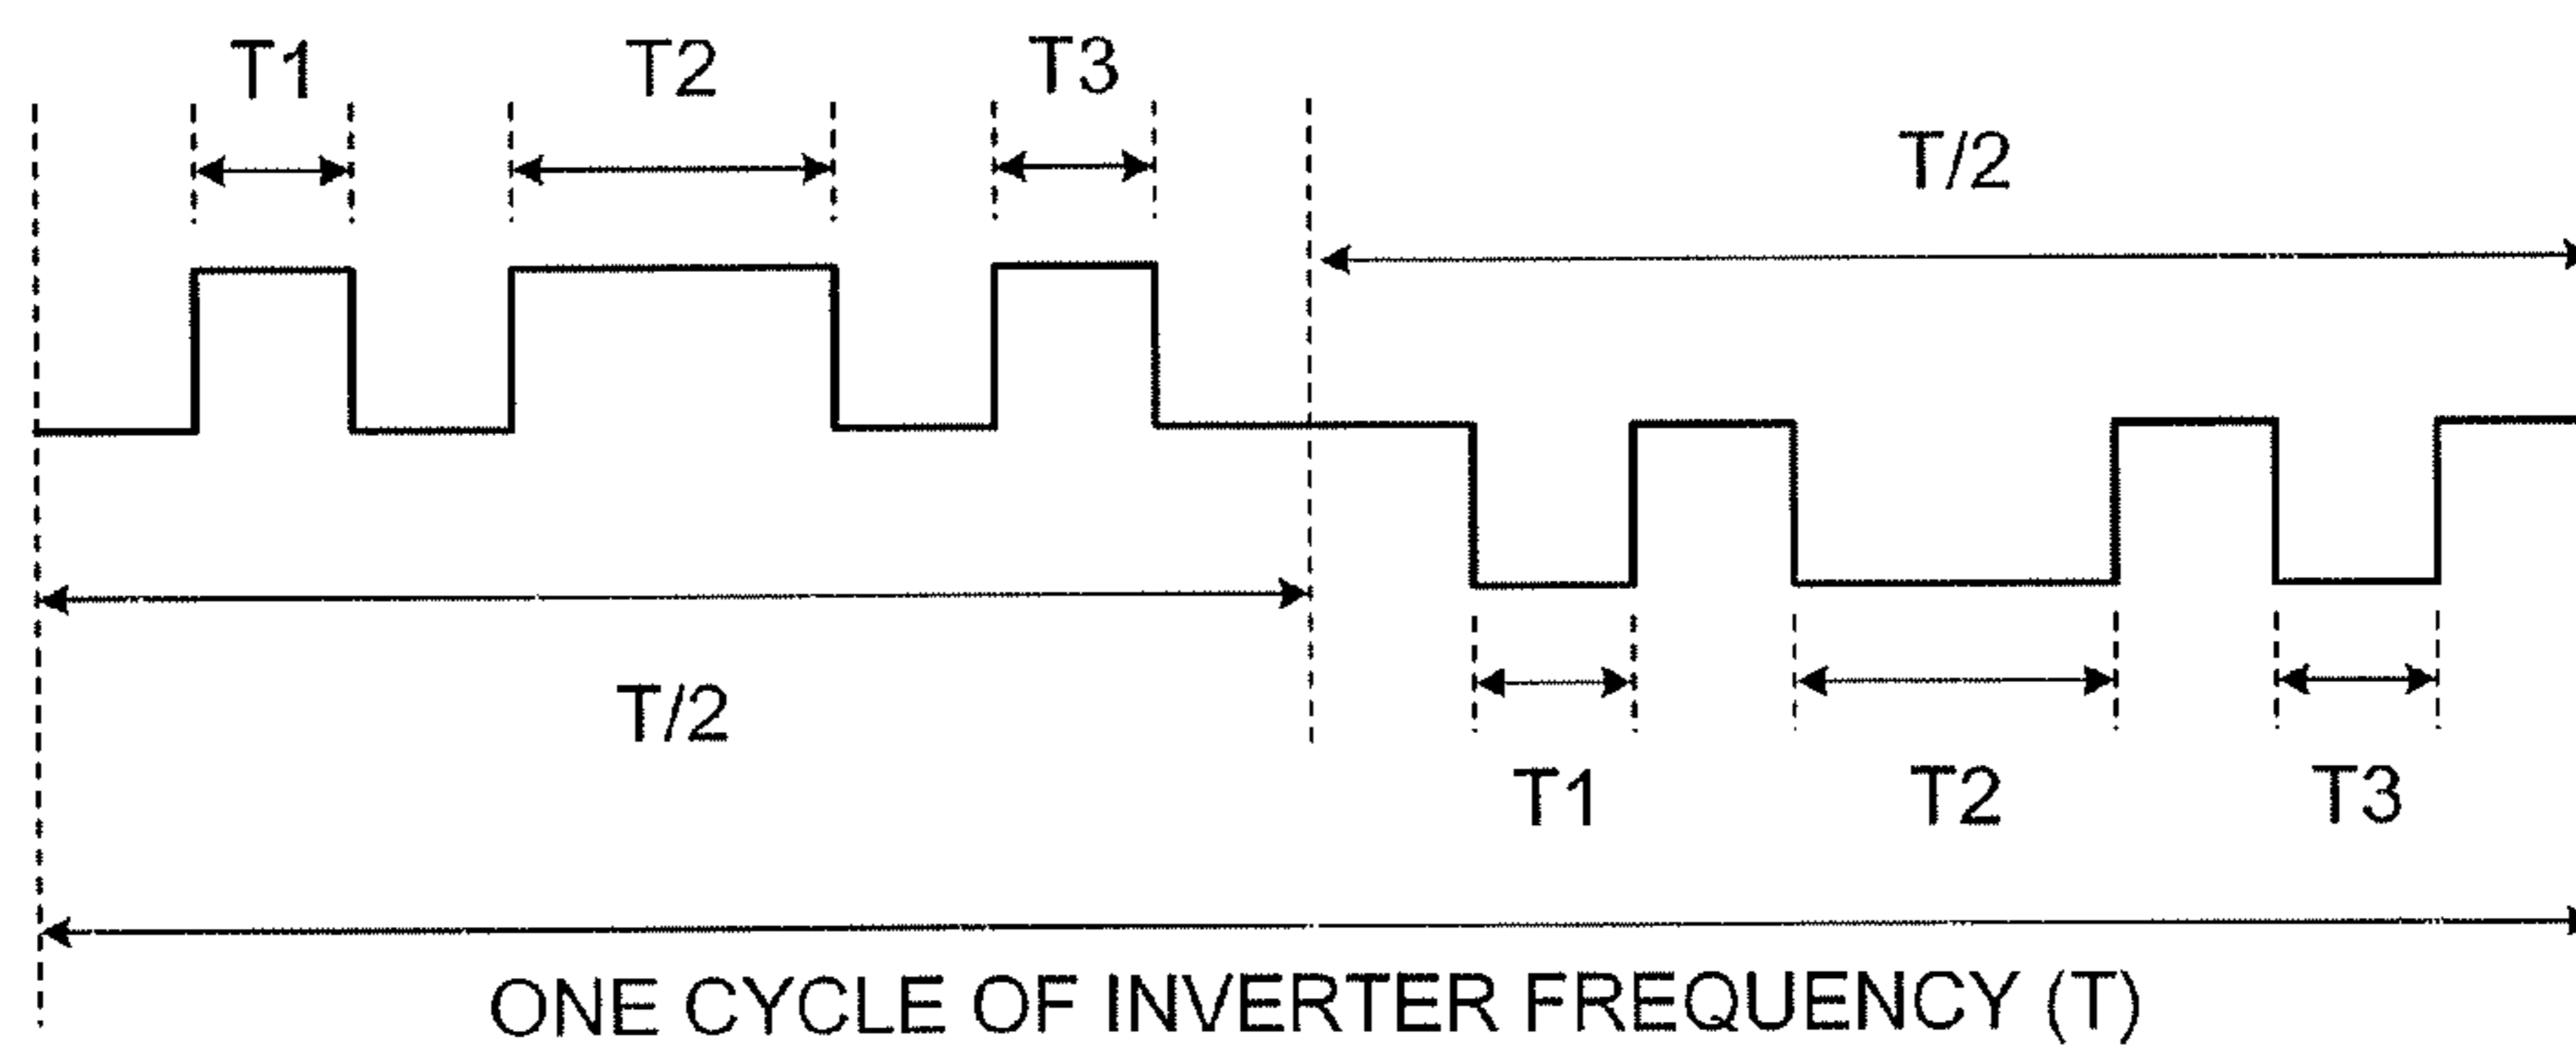 T1 T2 T3
T/2
T/2
T1 T2 T3
ONE CYCLE OF INVERTER FREQUENCY (T)